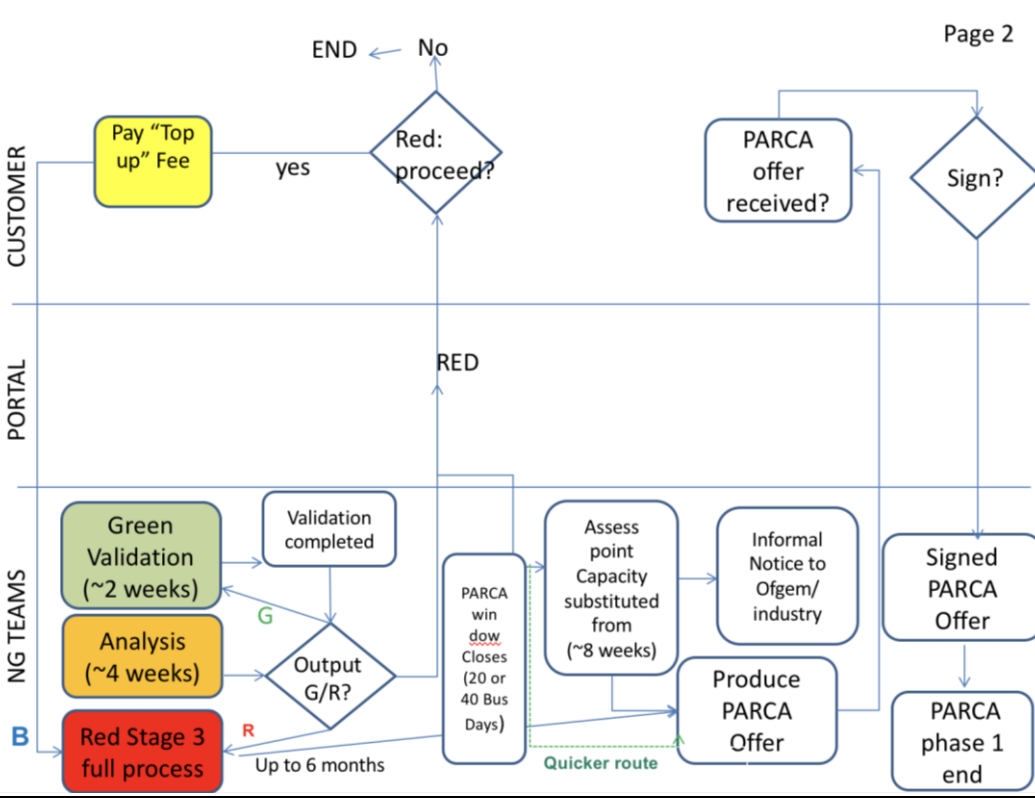 Page 2
END
No
CUSTOMER
Pay “Top
up” Fee
yes
Red:
proceed?
PARCA
offer
received?
Sign?
PORTAL
RED
NG TEAMS
Green
Validation
(~2 weeks)
Validation
completed
G
Analysis
(~4 weeks)
Output
G/R?
B
Red Stage 3
full process
R
Up to 6 months
PARCA
win
dow
Closes
(20 or
40 Bus
Days)
Assess
point
Capacity
substituted
from
(~8 weeks)
Informal
Notice to
Ofgem/
industry
Quicker route
Produce
PARCA
Offer
Signed
PARCA
Offer
PARCA
phase 1
end